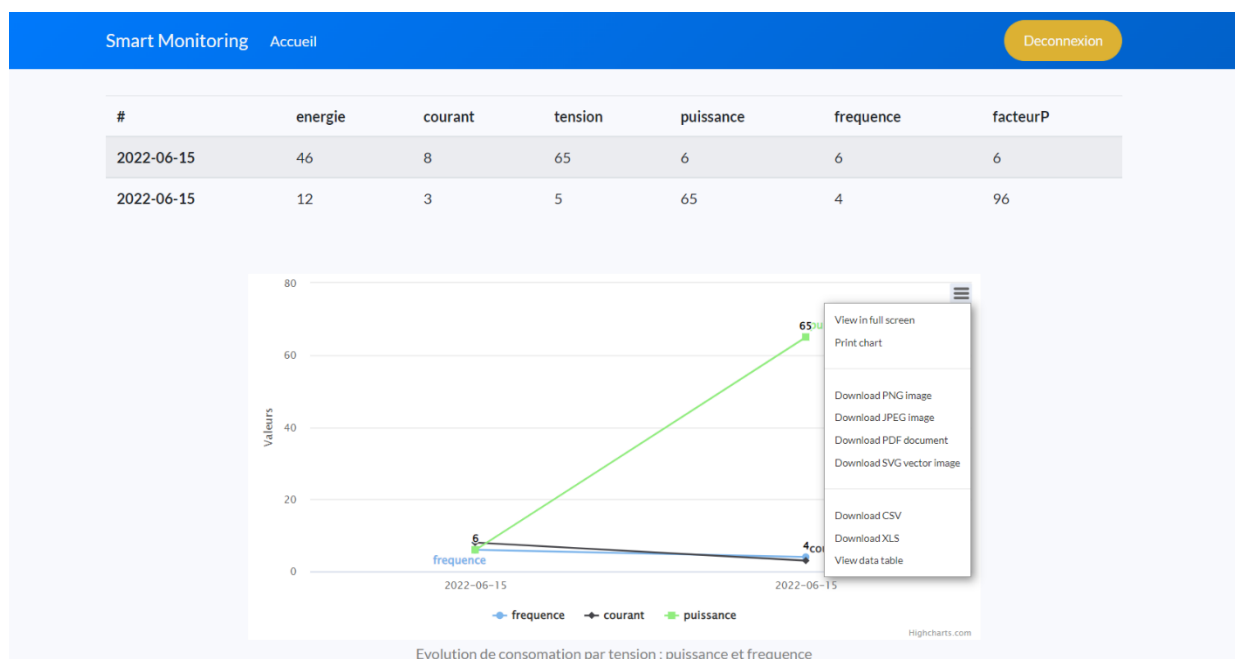 Smart Monitoring Accueil Deconnexion
# energie courant tension puissance frequence facteurP
2022-06-15 46 8 65 6 6 6
2022-06-15 12 3 5 65 4 96
80
60
40
20
0
Valeurs
65
6
4
frequence
View in full screen
Print chart
Download PNG image
Download JPEG image
Download PDF document
Download SVG vector image
Download CSV
Download XLS
View data table
2022-06-15 2022-06-15
frequence courant puissance
Highcharts.com
Evolution de consomation par tension : puissance et frequence